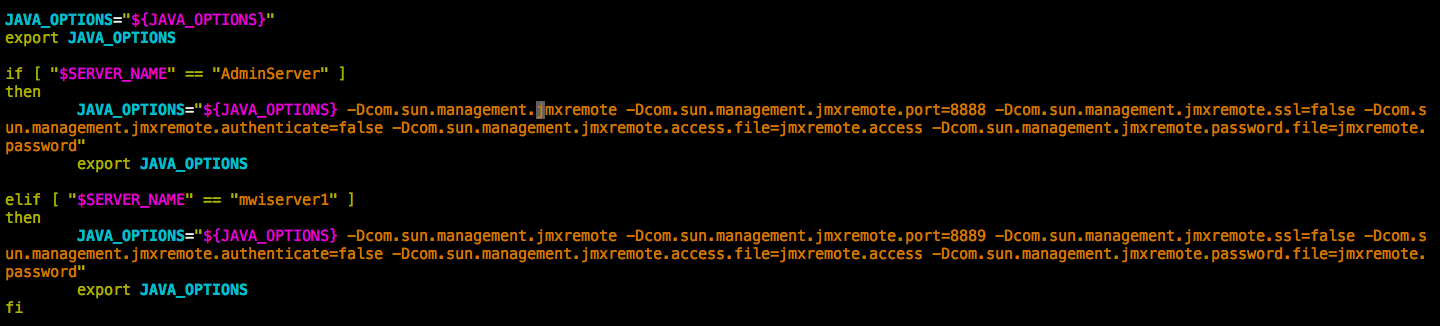 JAVA_OPTIONS="${JAVA_OPTIONS}"
export JAVA_OPTIONS
if [ "$SERVER_NAME" == "AdminServer" ]
then
JAVA_OPTIONS="${JAVA_OPTIONS} -Dcom.sun.management.jmxremote -Dcom.sun.management.jmxremote.port=8888 -Dcom.sun.management.jmxremote.ssl=false -Dcom.s
un.management.jmxremote.authenticate=false -Dcom.sun.management.jmxremote.access.file=jmxremote.access -Dcom.sun.management.jmxremote.password.file=jmxremote.
password"
export JAVA_OPTIONS
elif [ "$SERVER_NAME" == "mwiserver1" ]
then
JAVA_OPTIONS="${JAVA_OPTIONS} -Dcom.sun.management.jmxremote -Dcom.sun.management.jmxremote.port=8889 -Dcom.sun.management.jmxremote.ssl=false -Dcom.s
un.management.jmxremote.authenticate=false -Dcom.sun.management.jmxremote.access.file=jmxremote.access -Dcom.sun.management.jmxremote.password.file=jmxremote.
password"
export JAVA_OPTIONS
fi